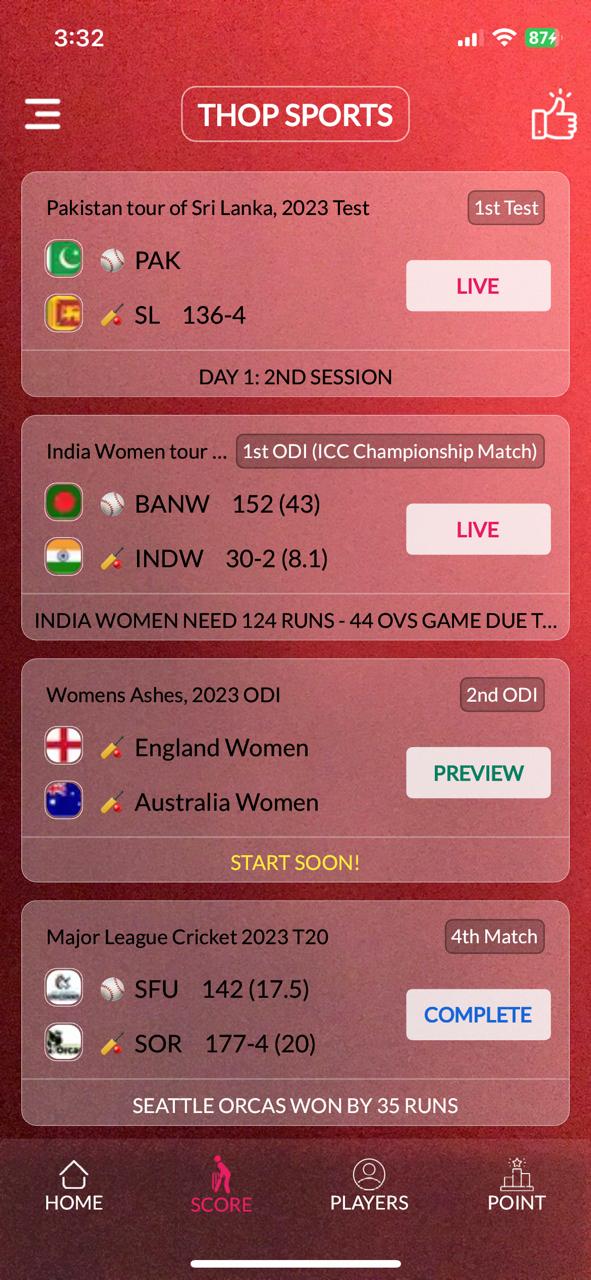 3:32
87
THOP SPORTS
Pakistan tour of Sri Lanka, 2023 Test
1st Test
PAK
SL 136-4
LIVE
DAY 1: 2ND SESSION
India Women tour ...
1st ODI (ICC Championship Match)
BANW 152 (43)
INDW 30-2 (8.1)
LIVE
INDIA WOMEN NEED 124 RUNS - 44 OVS GAME DUE T...
Womens Ashes, 2023 ODI
2nd ODI
England Women
Australia Women
PREVIEW
START SOON!
Major League Cricket 2023 T20
4th Match
SFU 142 (17.5)
SOR 177-4 (20)
COMPLETE
SEATTLE ORCAS WON BY 35 RUNS
HOME
SCORE
PLAYERS
POINT